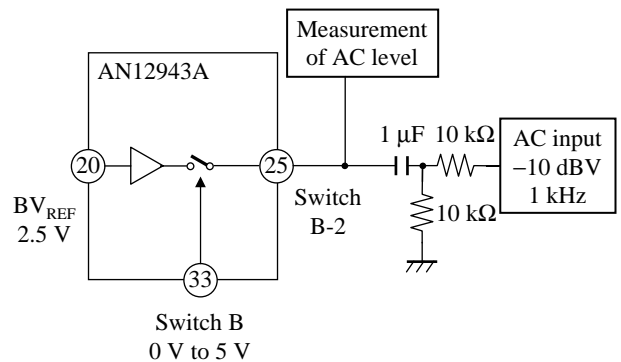 Measurement
of AC level
AN12943A
1 µF
10 kΩ
AC input
−10 dBV
1 kHz
20
25
BV_REF
2.5 V
Switch
B-2
10 kΩ
33
Switch B
0 V to 5 V